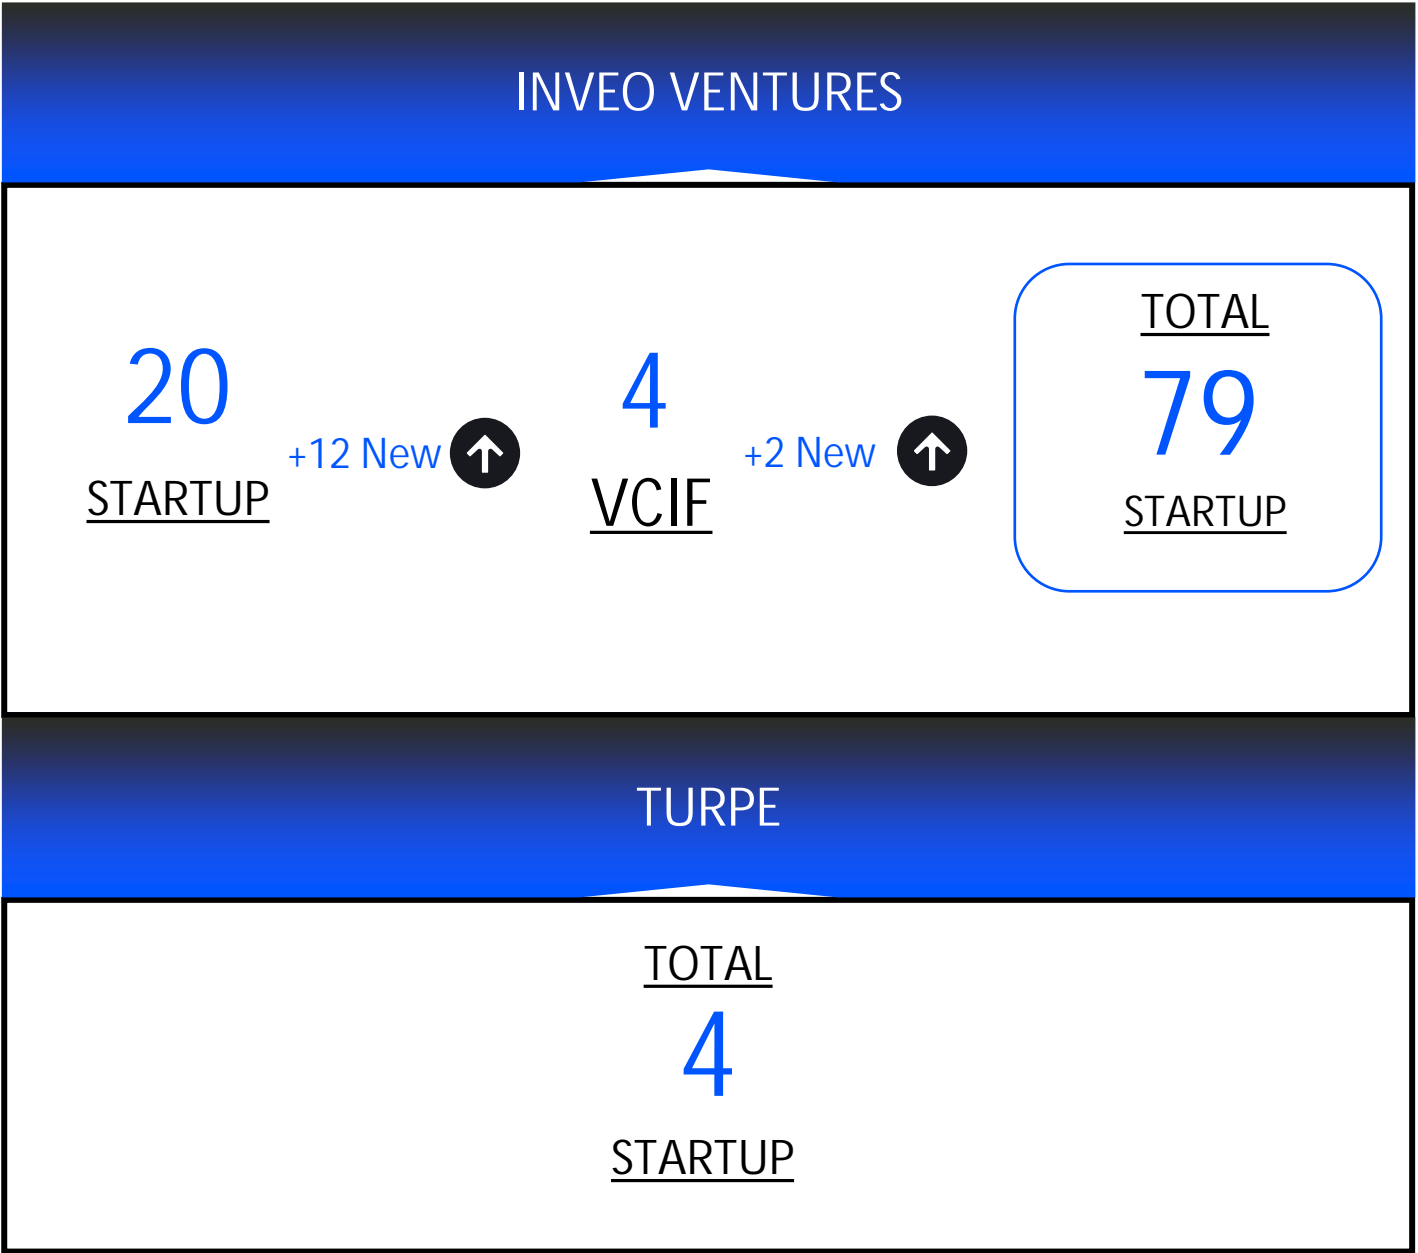 INVEO VENTURES
20
+12 New
STARTUP
4
+2 New
VCIF
TOTAL
79
STARTUP
TURPE
TOTAL
4
STARTUP